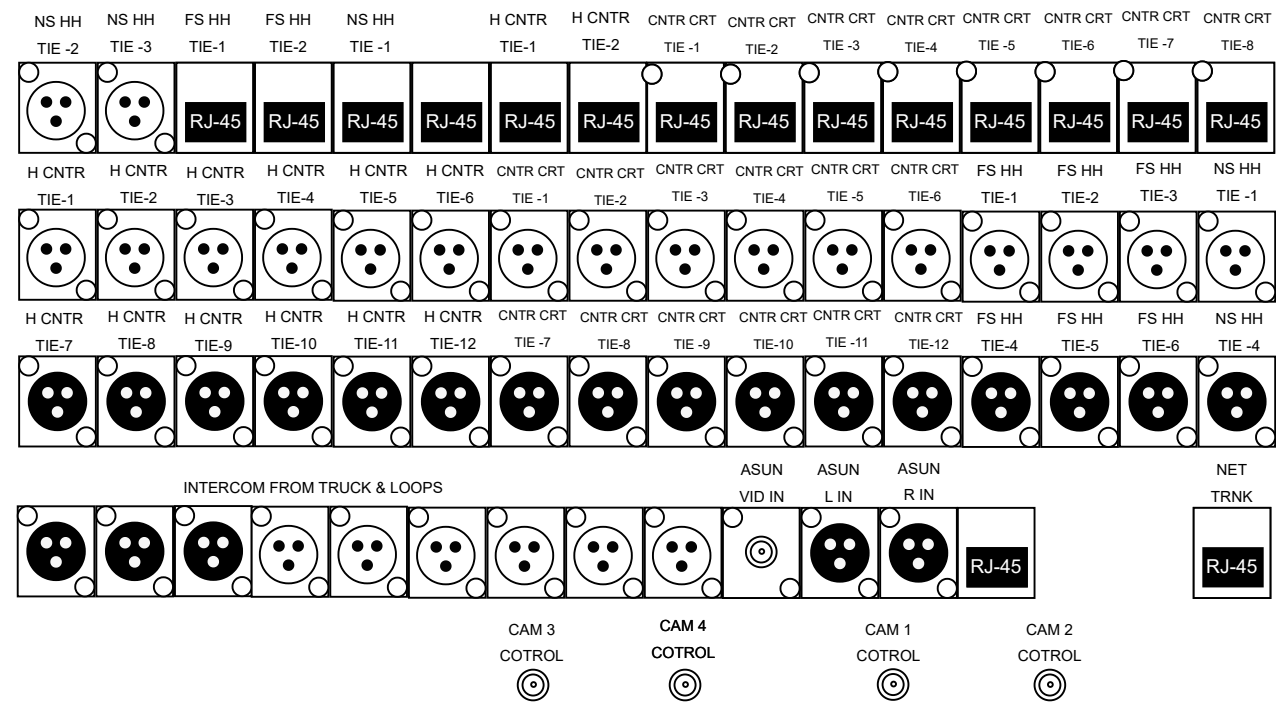 NS HH NS HH FS HH FS HH NS HH H CNTR H CNTR CNTR CRT CNTR CRT CNTR CRT CNTR CRT CNTR CRT CNTR CRT CNTR CRT CNTR CRT
TIE -2 TIE -3 TIE-1 TIE-2 TIE -1 TIE-1 TIE-2 TIE -1 TIE-2 TIE -3 TIE-4 TIE -5 TIE-6 TIE -7 TIE-8
RJ-45 RJ-45 RJ-45 RJ-45 RJ-45 RJ-45 RJ-45 RJ-45 RJ-45 RJ-45 RJ-45 RJ-45 RJ-45 RJ-45
H CNTR H CNTR H CNTR H CNTR H CNTR H CNTR CNTR CRT CNTR CRT CNTR CRT CNTR CRT CNTR CRT CNTR CRT FS HH FS HH FS HH NS HH
TIE-1 TIE-2 TIE-3 TIE-4 TIE-5 TIE-6 TIE -1 TIE-2 TIE -3 TIE-4 TIE -5 TIE-6 TIE-1 TIE-2 TIE-3 TIE -1
H CNTR H CNTR H CNTR H CNTR H CNTR H CNTR CNTR CRT CNTR CRT CNTR CRT CNTR CRT CNTR CRT CNTR CRT FS HH FS HH FS HH NS HH
TIE-7 TIE-8 TIE-9 TIE-10 TIE-11 TIE-12 TIE -7 TIE-8 TIE -9 TIE-10 TIE -11 TIE-12 TIE-4 TIE-5 TIE-6 TIE -4
INTERCOM FROM TRUCK & LOOPS
ASUN ASUN ASUN NET
VID IN L IN R IN TRNK
RJ-45 RJ-45
CAM 3 CAM 4 CAM 1 CAM 2
COTROL COTROL COTROL COTROL